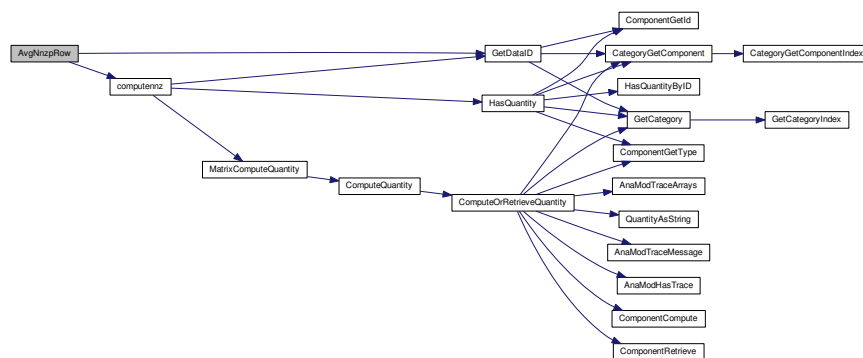 ComponentGetId
AvgNnzpRow
GetDataID
CategoryGetComponent
CategoryGetComponentIndex
computennz
HasQuantityByID
HasQuantity
GetCategory
GetCategoryIndex
ComponentGetType
MatrixComputeQuantity
ComputeQuantity
AnaModTraceArrays
ComputeOrRetrieveQuantity
QuantityAsString
AnaModTraceMessage
AnaModHasTrace
ComponentCompute
ComponentRetrieve